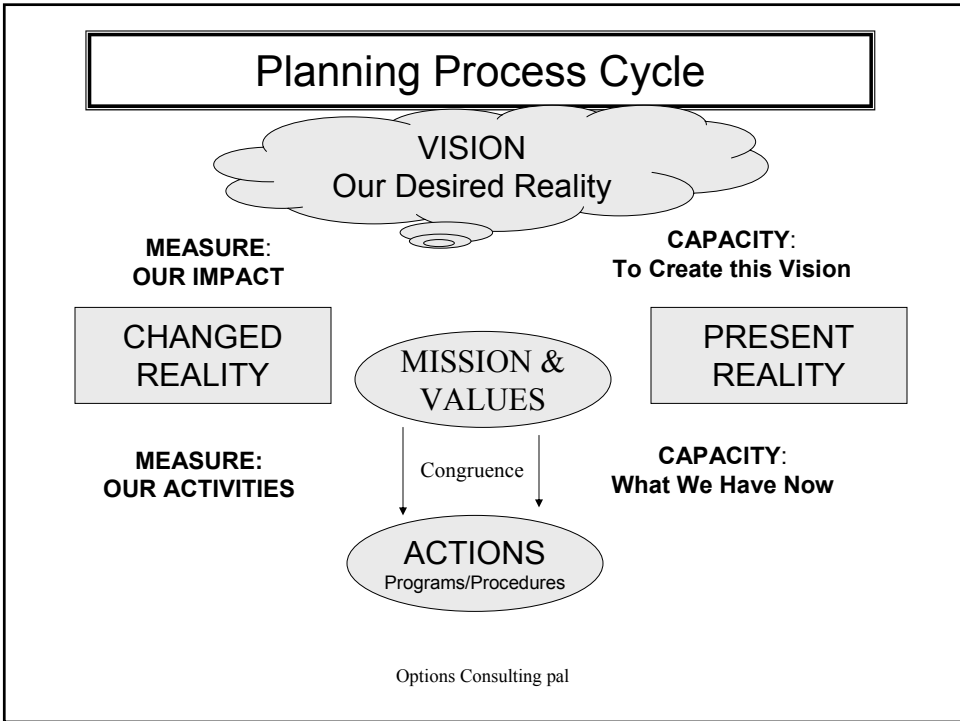 Planning Process Cycle
VISION
Our Desired Reality
MEASURE:
OUR IMPACT
CAPACITY:
To Create this Vision
CHANGED
REALITY
MISSION &
VALUES
PRESENT
REALITY
MEASURE:
OUR ACTIVITIES
Congruence
CAPACITY:
What We Have Now
ACTIONS
Programs/Procedures
Options Consulting pal